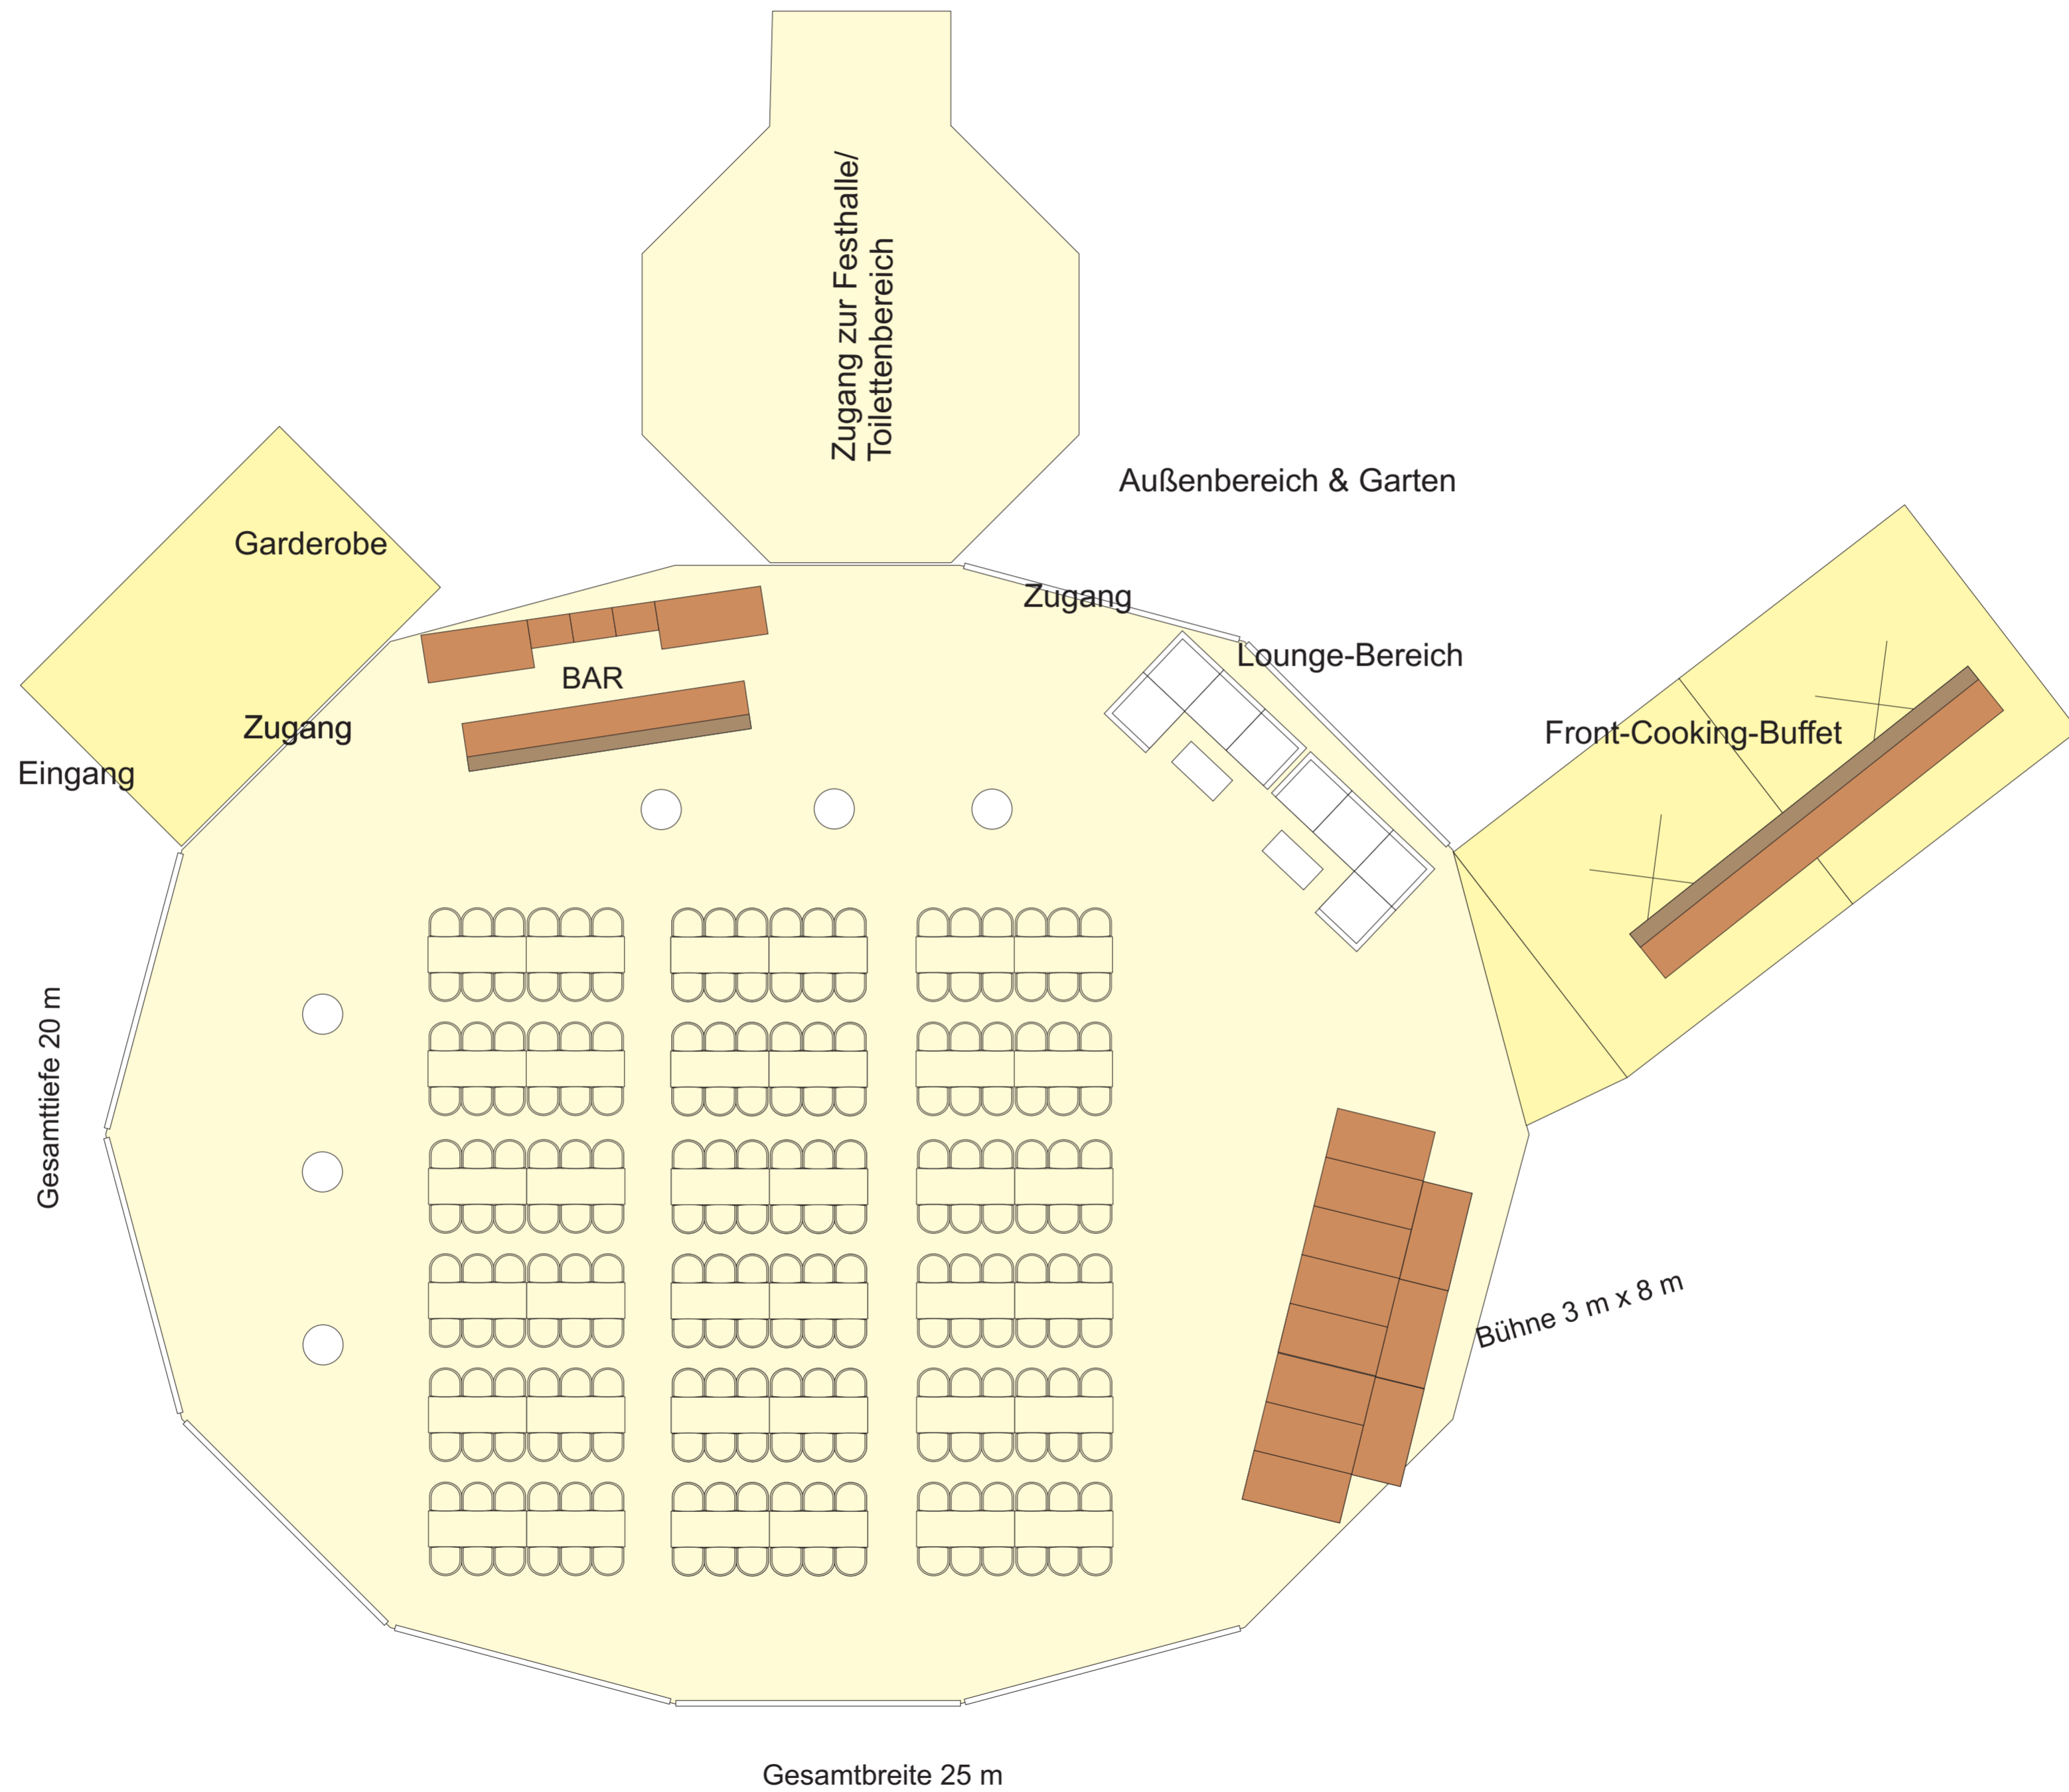 Zugang zur Festhalle/
Toilettenbereich
Außenbereich & Garten
Garderobe
Zugang
Lounge-Bereich
BAR
Zugang
Front-Cooking-Buffet
Eingang
Gesamttiefe 20 m
Bühne 3 m x 8 m
Gesamtbreite 25 m